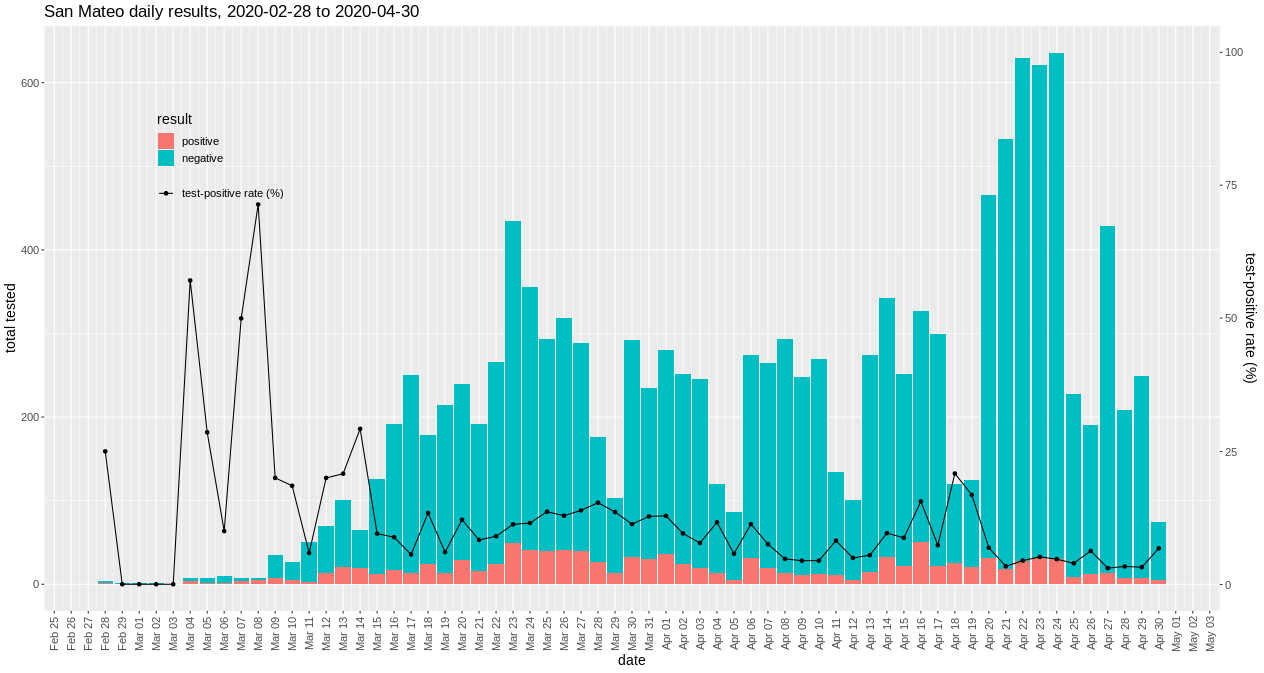 San Mateo daily results, 2020-02-28 to 2020-04-30
result
positive
negative
test-positive rate (%)
total tested
600
400
200
0
test-positive rate (%)
100
75
50
25
0
Feb 25
Feb 26
Feb 27
Feb 28
Feb 29
Mar 01
Mar 02
Mar 03
Mar 04
Mar 05
Mar 06
Mar 07
Mar 08
Mar 09
Mar 10
Mar 11
Mar 12
Mar 13
Mar 14
Mar 15
Mar 16
Mar 17
Mar 18
Mar 19
Mar 20
Mar 21
Mar 22
Mar 23
Mar 24
Mar 25
Mar 26
Mar 27
Mar 28
Mar 29
Mar 30
Mar 31
Apr 01
Apr 02
Apr 03
Apr 04
Apr 05
Apr 06
Apr 07
Apr 08
Apr 09
Apr 10
Apr 11
Apr 12
Apr 13
Apr 14
Apr 15
Apr 16
Apr 17
Apr 18
Apr 19
Apr 20
Apr 21
Apr 22
Apr 23
Apr 24
Apr 25
Apr 26
Apr 27
Apr 28
Apr 29
Apr 30
May 01
May 02
May 03
date